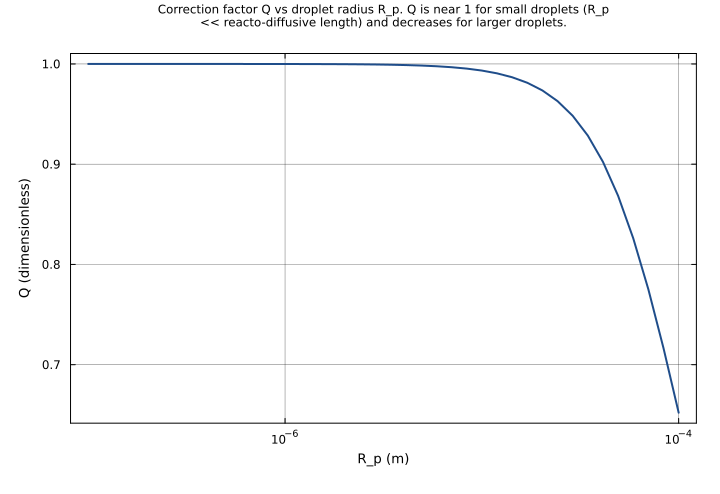 Correction factor Q vs droplet radius R_p. Q is near 1 for small droplets (R_p
<< reacto-diffusive length) and decreases for larger droplets.
1.0
0.9
0.8
0.7
Q (dimensionless)
10⁻⁶
10⁻⁴
R_p (m)